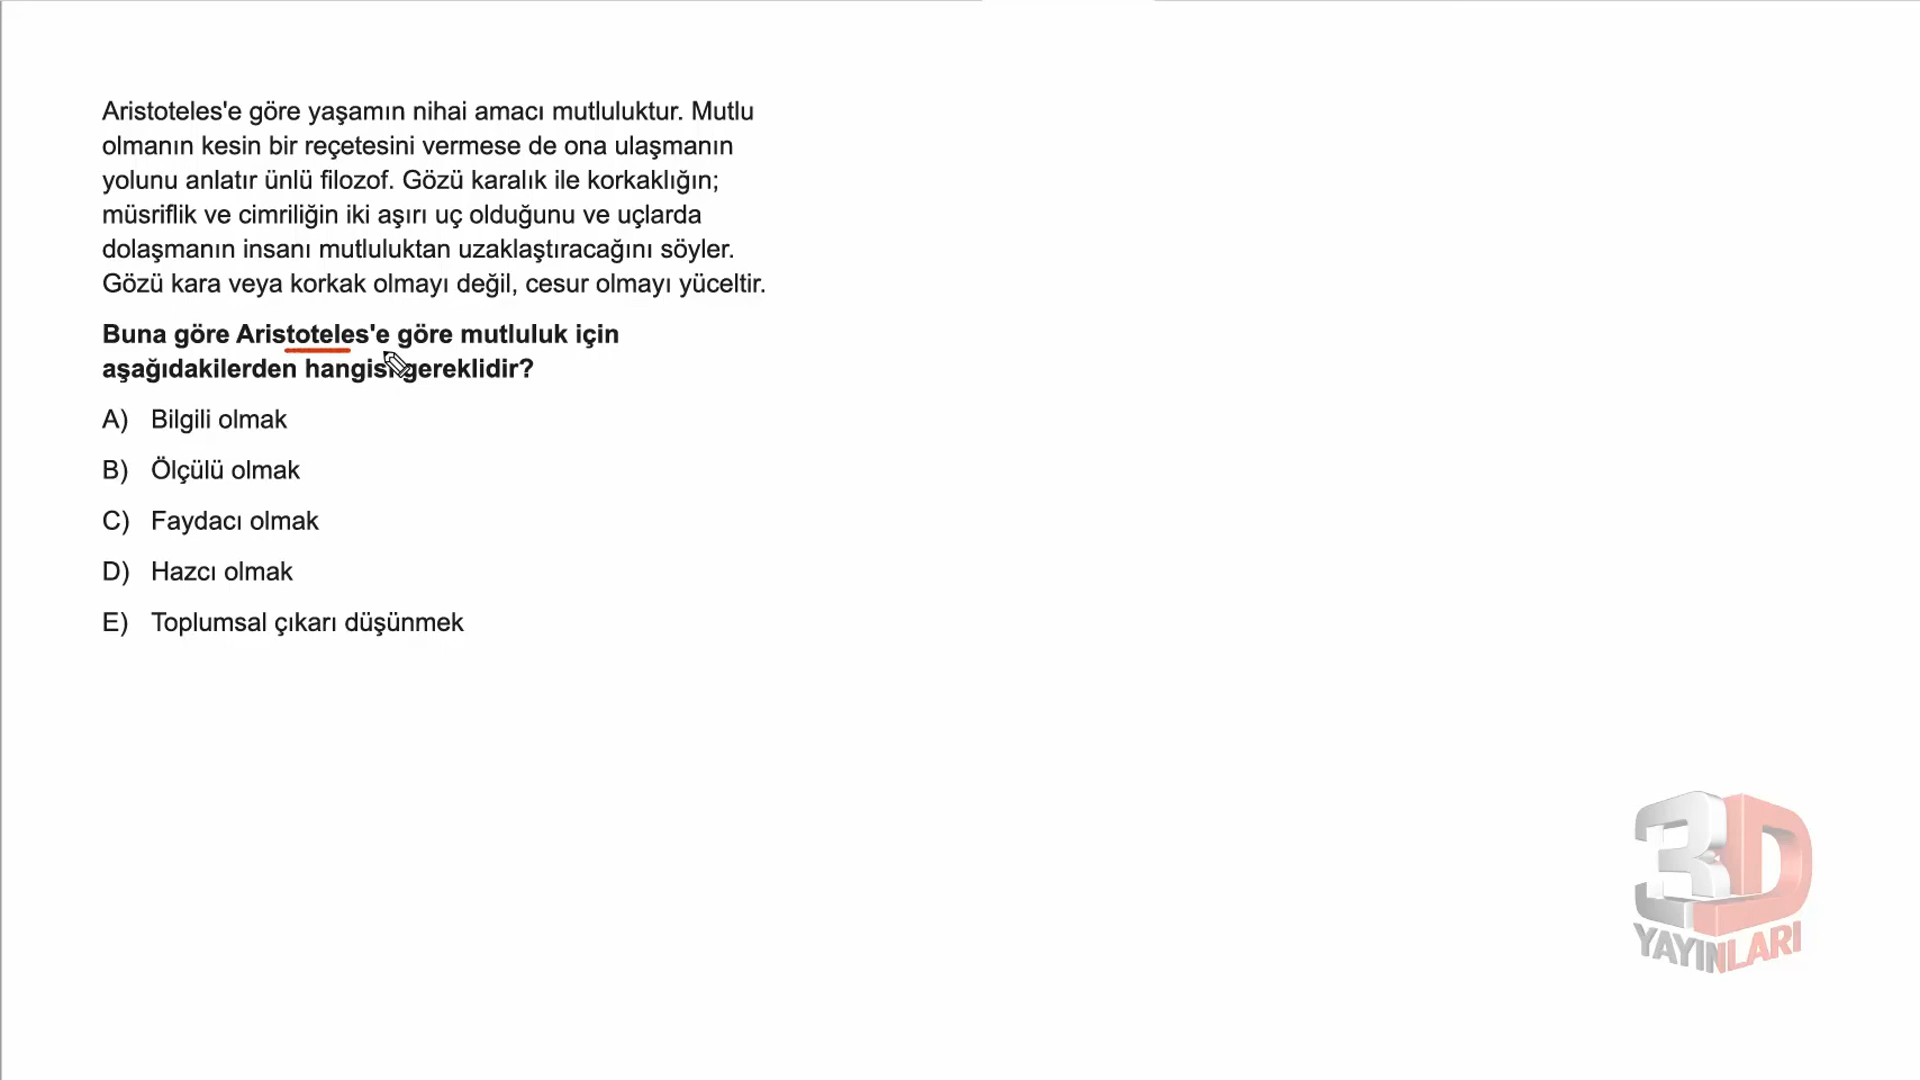 Aristoteles'e göre yaşamın nihai amacı mutluluktur. Mutlu
olmanın kesin bir reçetesini vermese de ona ulaşmanın
yolunu anlatır ünlü filozof. Gözü karalık ile korkaklığın;
müsriflik ve cimriliğin iki aşırı uç olduğunu ve uçlarda
dolaşmanın insanı mutluluktan uzaklaştıracağını söyler.
Gözü kara veya korkak olmayı değil, cesur olmayı yüceltir.
Buna göre Aristoteles'e göre mutluluk için
aşağıdakilerden hangisi gereklidir?
A) Bilgili olmak
B) Ölçülü olmak
C) Faydacı olmak
D) Hazcı olmak
E) Toplumsal çıkarı düşünmek
3D
YAYINLARI